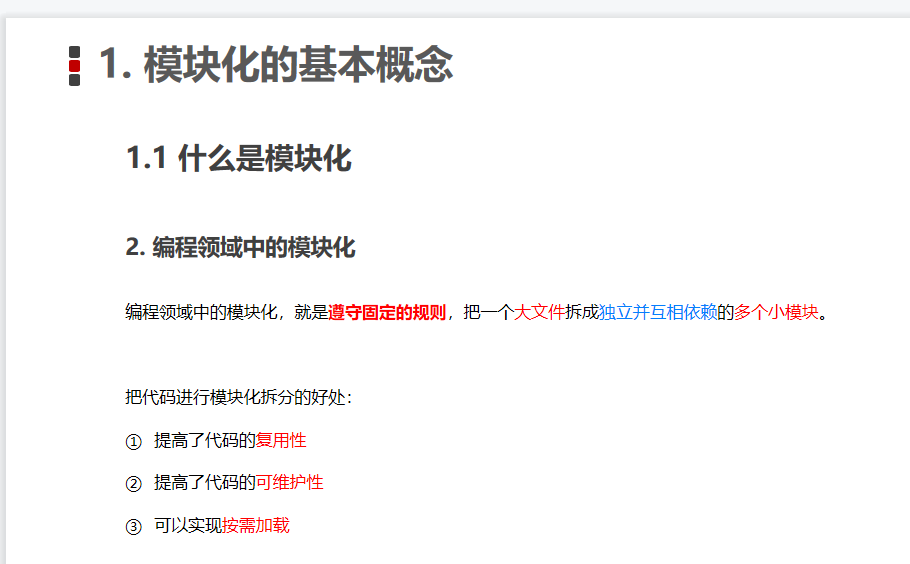 1. 模块化的基本概念
1.1 什么是模块化
2. 编程领域中的模块化
编程领域中的模块化，就是遵守固定的规则，把一个大文件拆成独立并互相依赖的多个小模块。
把代码进行模块化拆分的好处：
① 提高了代码的复用性
② 提高了代码的可维护性
③ 可以实现按需加载